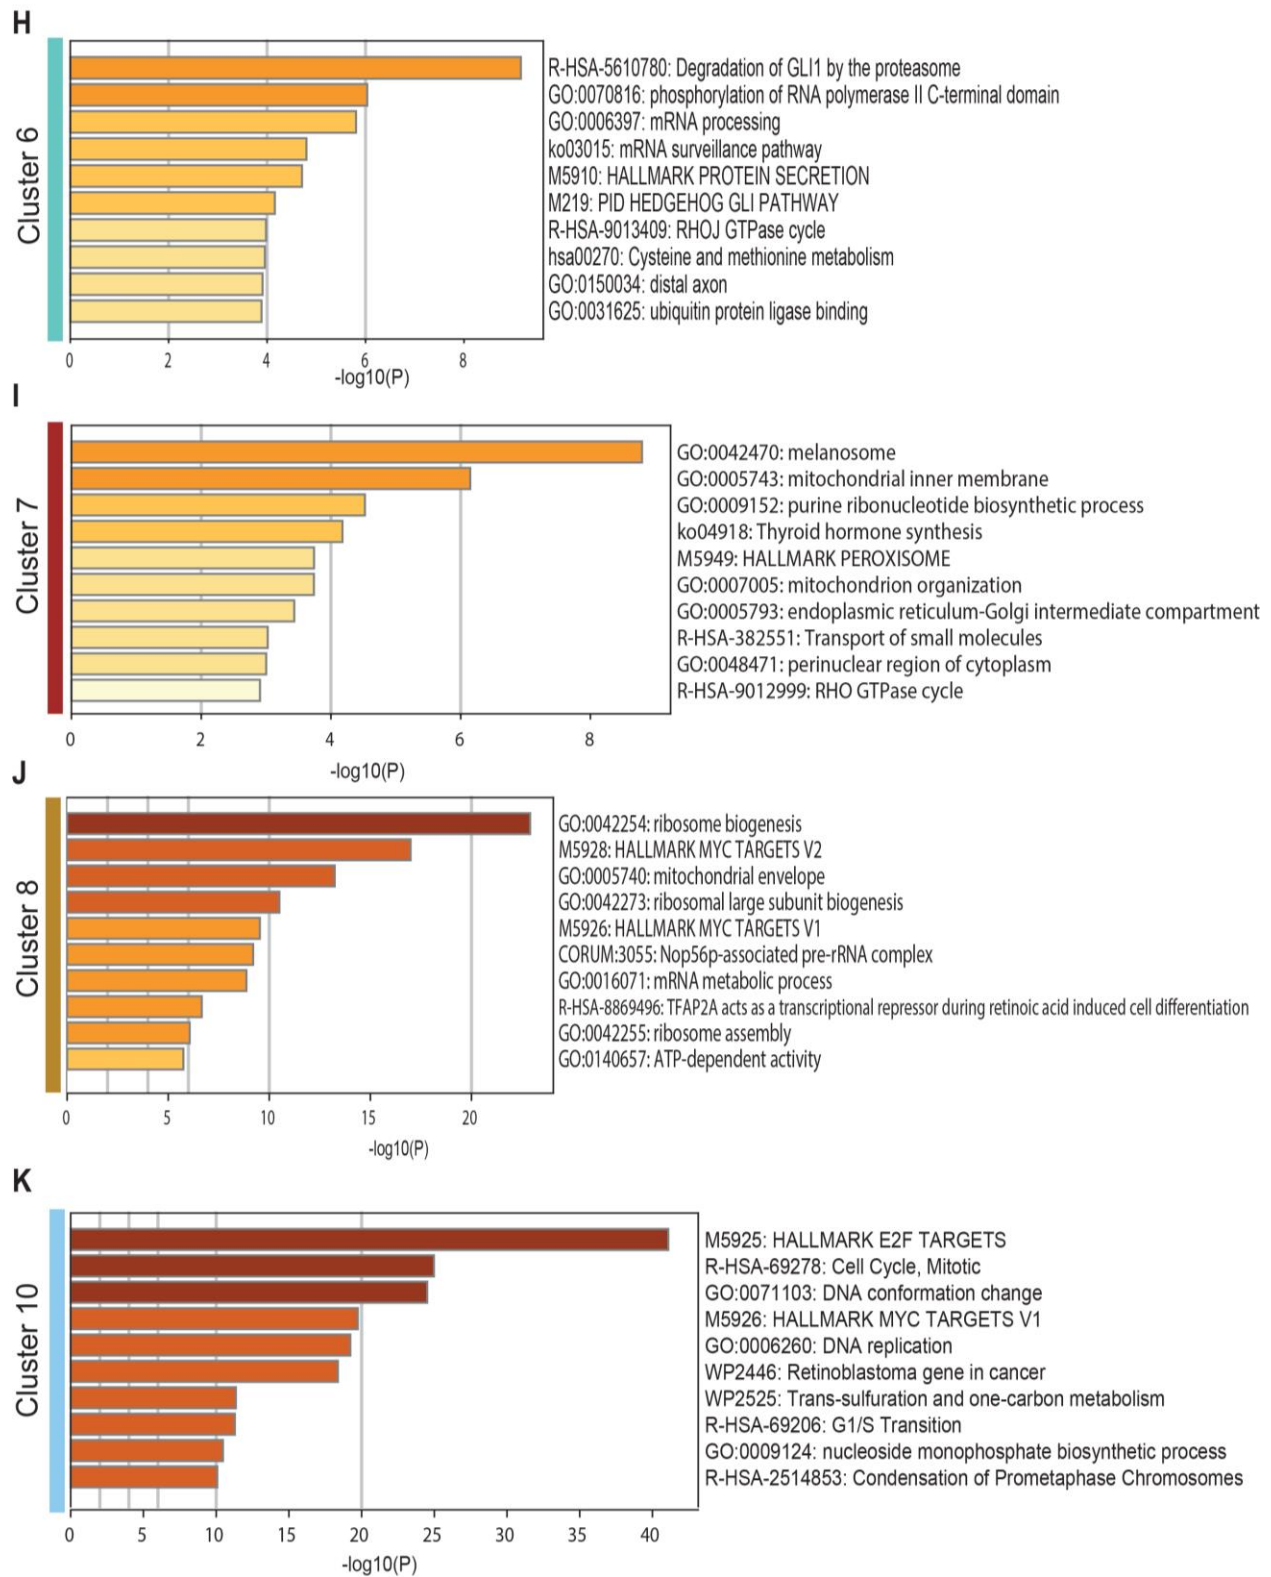 H
Cluster 6
R-HSA-5610780: Degradation of GLI1 by the proteasome
GO:0070816: phosphorylation of RNA polymerase II C-terminal domain
GO:0006397: mRNA processing
ko03015: mRNA surveillance pathway
M5910: HALLMARK PROTEIN SECRETION
M219: PID HEDGEHOG GLI PATHWAY
R-HSA-9013409: RHOJ GTPase cycle
hsa00270: Cysteine and methionine metabolism
GO:0150034: distal axon
GO:0031625: ubiquitin protein ligase binding
0 2 4 6 8
-log10(P)
I
Cluster 7
GO:0042470: melanosome
GO:0005743: mitochondrial inner membrane
GO:0009152: purine ribonucleotide biosynthetic process
ko04918: Thyroid hormone synthesis
M5949: HALLMARK PEROXISOME
GO:0007005: mitochondrion organization
GO:0005793: endoplasmic reticulum-Golgi intermediate compartment
R-HSA-382551: Transport of small molecules
GO:0048471: perinuclear region of cytoplasm
R-HSA-9012999: RHO GTPase cycle
0 2 4 6 8
-log10(P)
J
Cluster 8
GO:0042254: ribosome biogenesis
M5928: HALLMARK MYC TARGETS V2
GO:0005740: mitochondrial envelope
GO:0042273: ribosomal large subunit biogenesis
M5926: HALLMARK MYC TARGETS V1
CORUM:3055: Nop56p-associated pre-rRNA complex
GO:0016071: mRNA metabolic process
R-HSA-8869496: TFAP2A acts as a transcriptional repressor during retinoic acid induced cell differentiation
GO:0042255: ribosome assembly
GO:0140657: ATP-dependent activity
0 5 10 15 20
-log10(P)
K
Cluster 10
M5925: HALLMARK E2F TARGETS
R-HSA-69278: Cell Cycle, Mitotic
GO:0071103: DNA conformation change
M5926: HALLMARK MYC TARGETS V1
GO:0006260: DNA replication
WP2446: Retinoblastoma gene in cancer
WP2525: Trans-sulfuration and one-carbon metabolism
R-HSA-69206: G1/S Transition
GO:0009124: nucleoside monophosphate biosynthetic process
R-HSA-2514853: Condensation of Prometaphase Chromosomes
0 5 10 15 20 25 30 35 40
-log10(P)